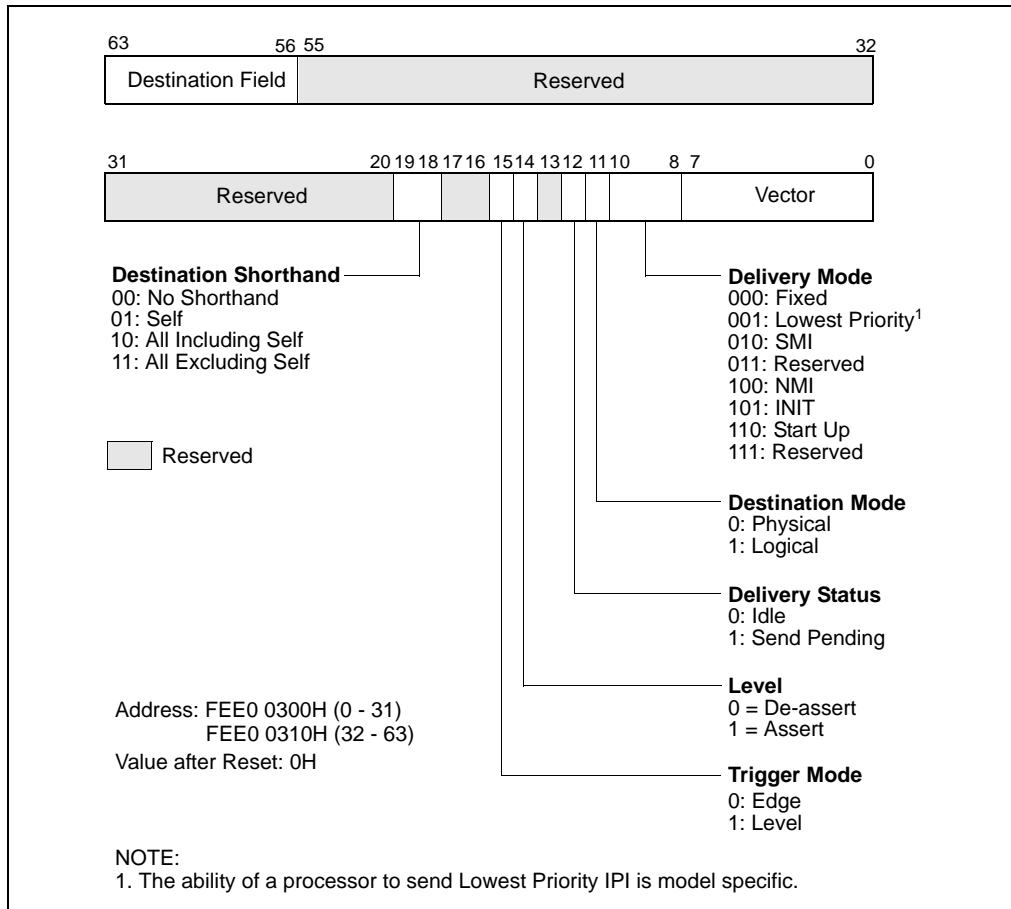 63 56 55 32
Destination Field Reserved
31 20 19 18 17 16 15 14 13 12 11 10 8 7 0
Reserved Vector
Destination Shorthand
00: No Shorthand
01: Self
10: All Including Self
11: All Excluding Self
Reserved
Delivery Mode
000: Fixed
001: Lowest Priority1
010: SMI
011: Reserved
100: NMI
101: INIT
110: Start Up
111: Reserved
Destination Mode
0: Physical
1: Logical
Delivery Status
0: Idle
1: Send Pending
Level
0 = De-assert
1 = Assert
Trigger Mode
0: Edge
1: Level
Address: FEE0 0300H (0 - 31)
FEE0 0310H (32 - 63)
Value after Reset: 0H
NOTE:
1. The ability of a processor to send Lowest Priority IPI is model specific.